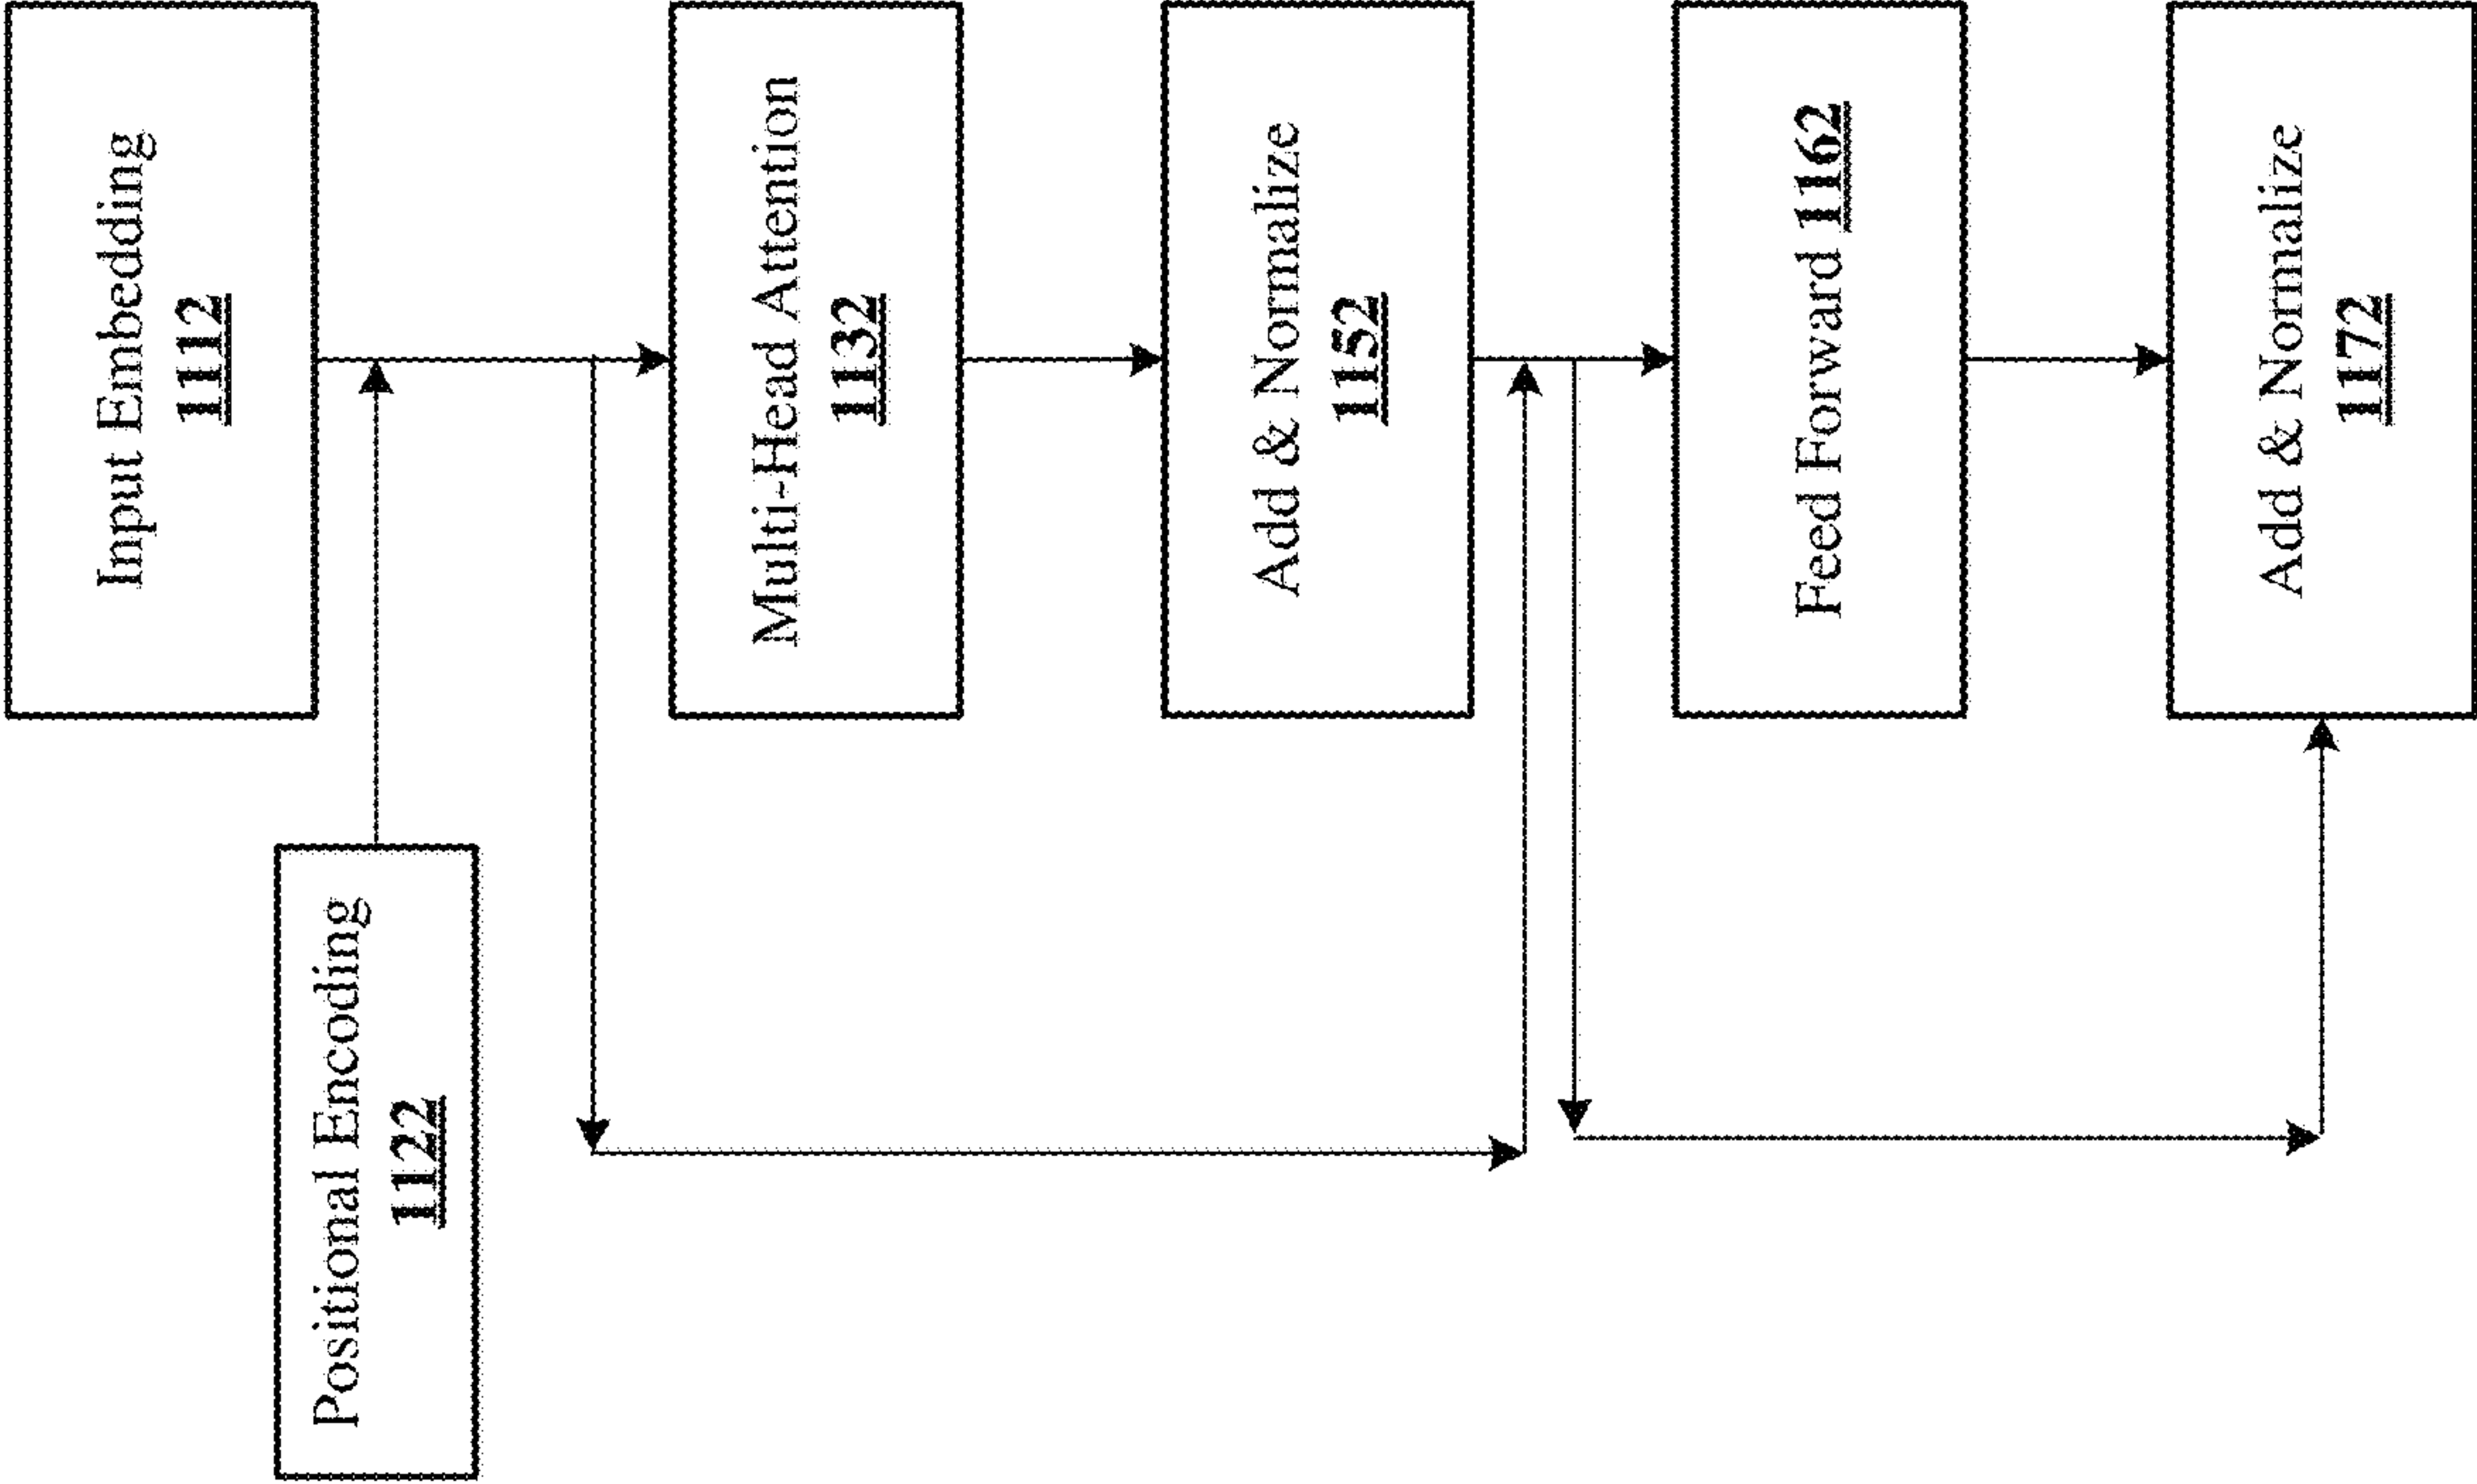 Input Embedding
1112
Positional Encoding
1122
Multi-Head Attention
1132
Add & Normalize
1152
Feed Forward 1162
Add & Normalize
1172